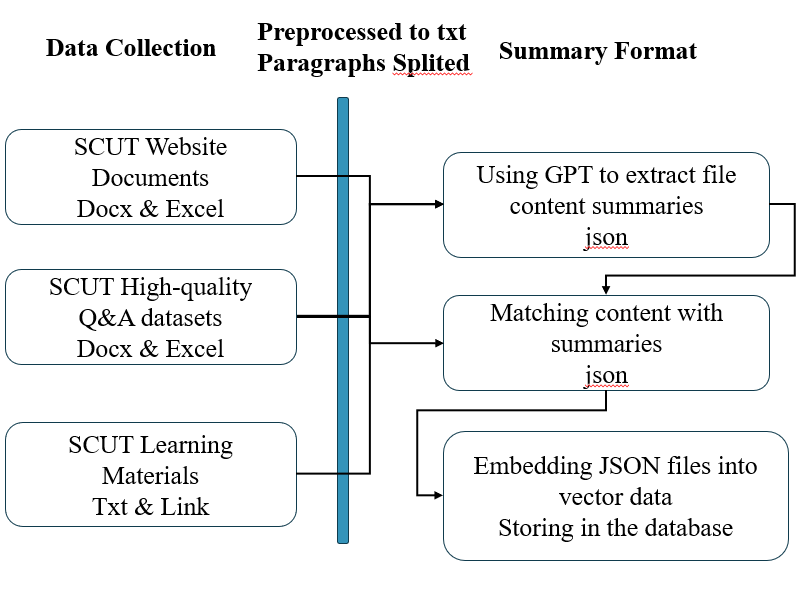 Data Collection
Preprocessed to txt
Paragraphs Splited
Summary Format
SCUT Website
Documents
Docx & Excel
SCUT High-quality
Q&A datasets
Docx & Excel
SCUT Learning
Materials
Txt & Link
Using GPT to extract file
content summaries
json
Matching content with
summaries
json
Embedding JSON files into
vector data
Storing in the database